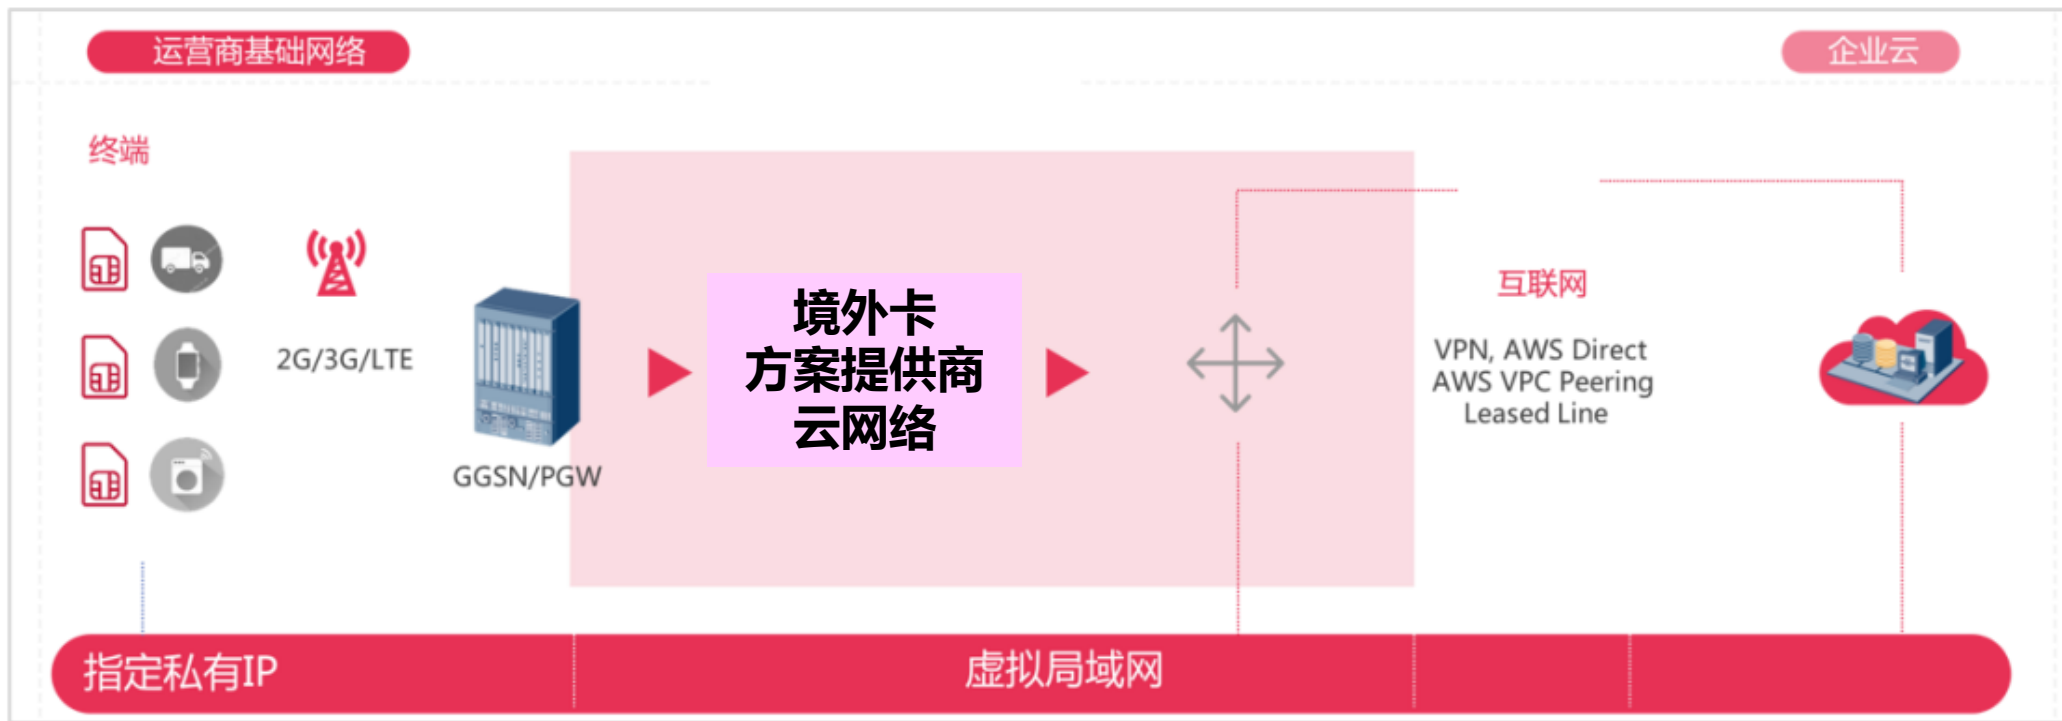 运营商基础网络
企业云
终端
2G/3G/LTE
GGSN/PGW
境外卡
方案提供商
云网络
互联网
VPN, AWS Direct
AWS VPC Peering
Leased Line
指定私有IP
虚拟局域网